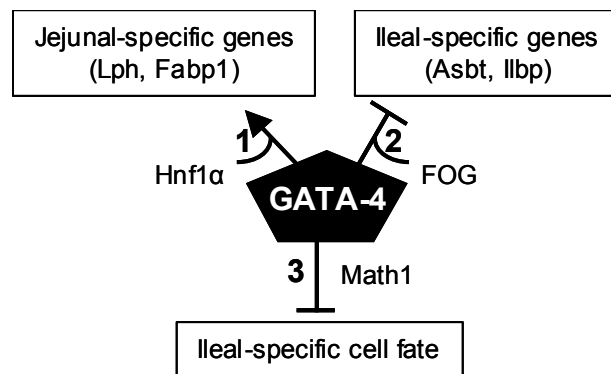 Jejunal-specific genes
(Lph, Fabp1)
Ileal-specific genes
(Asbt, Ilbp)
1
2
Hnf1α
FOG
GATA-4
3
Math1
Ileal-specific cell fate